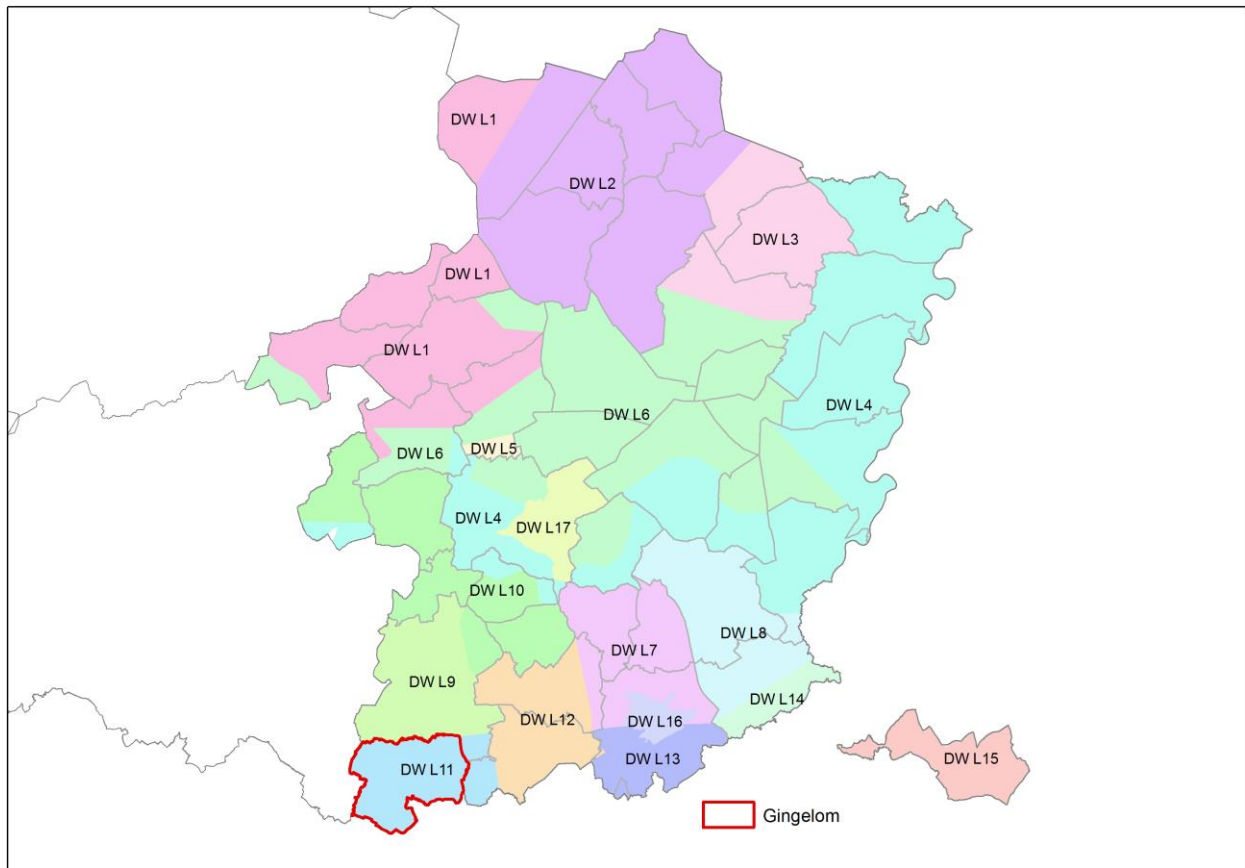 DW L1
DW L2
DW L3
DW L1
DW L1
DW L4
DW L6
DW L6
DW L5
DW L4
DW L17
DW L10
DW L7
DW L8
DW L9
DW L14
DW L12
DW L16
DW L13
DW L11
DW L15
Gingelom